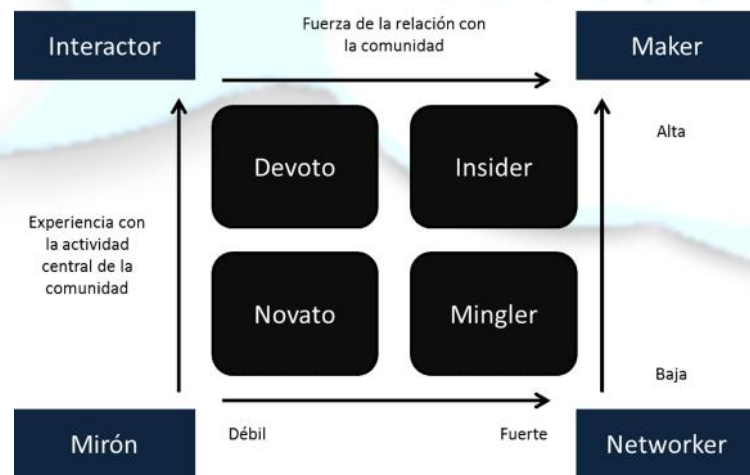 Interactor
Fuerza de la relación con
la comunidad
Maker
Devoto
Insider
Alta
Experiencia con
la actividad
central de la
comunidad
Novato
Mingler
Baja
Mirón
Débil
Fuerte
Networker